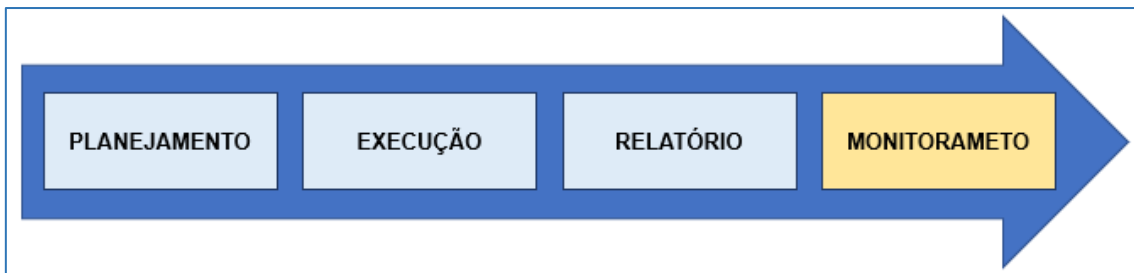 PLANEJAMENTO
EXECUÇÃO
RELATÓRIO
MONITORAMETO